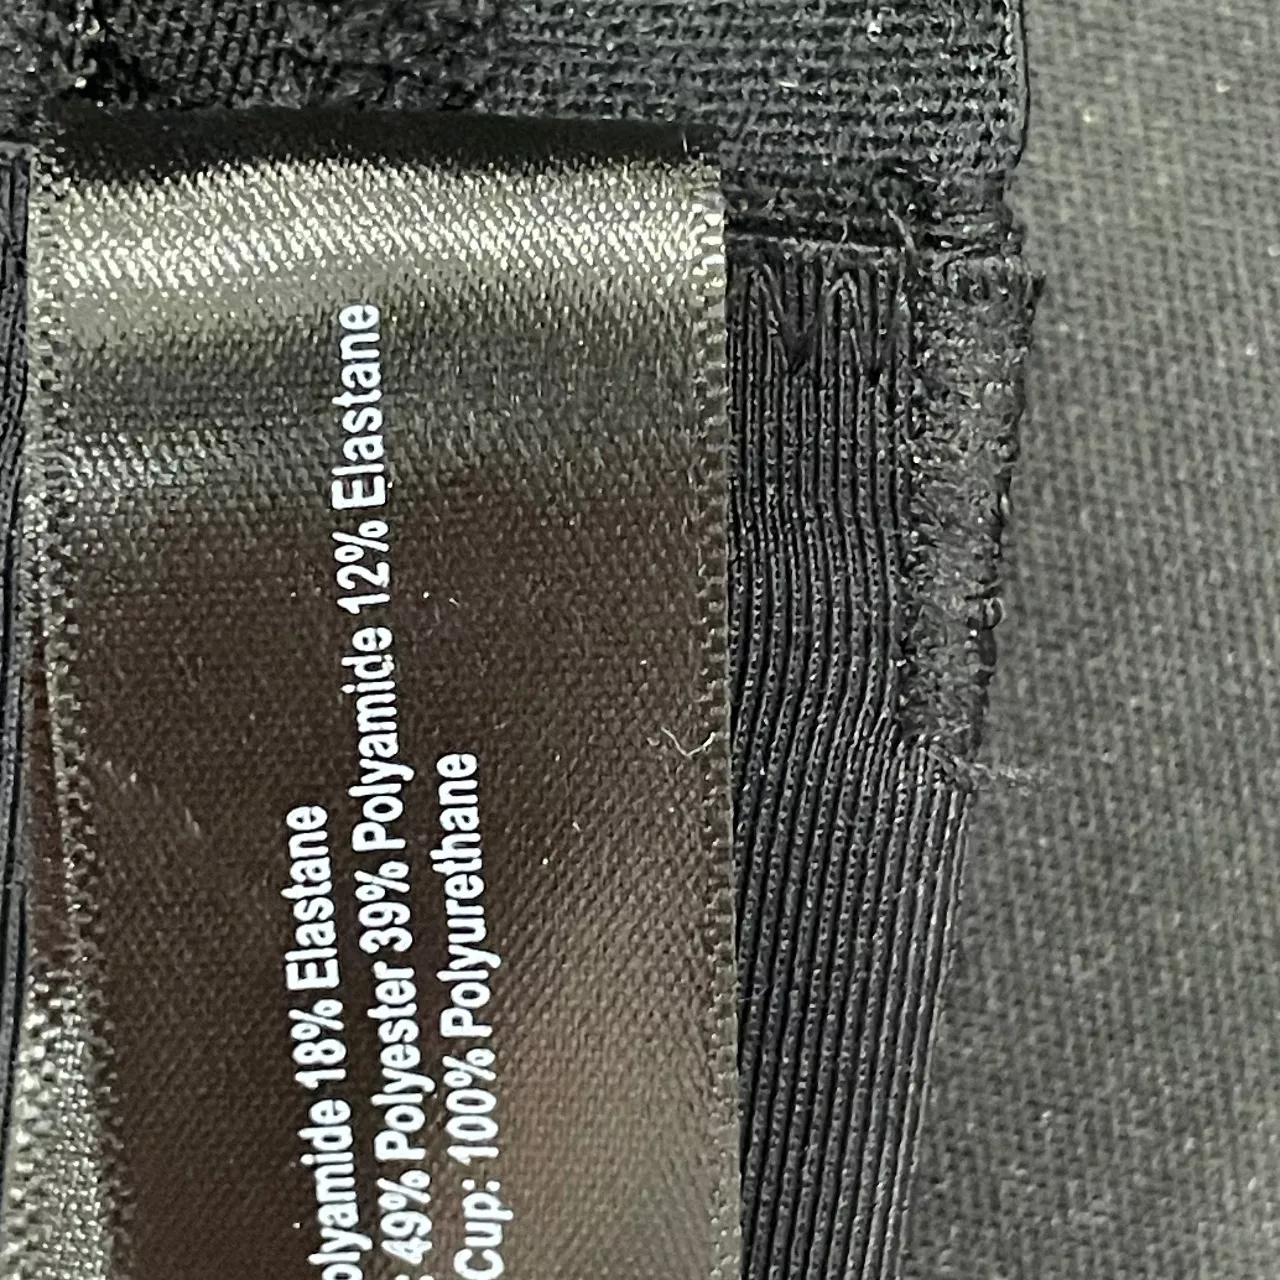 olyamide 18% Elastane
: 49% Polyester 39% Polyamide 12% Elastane
Cup: 100% Polyurethane